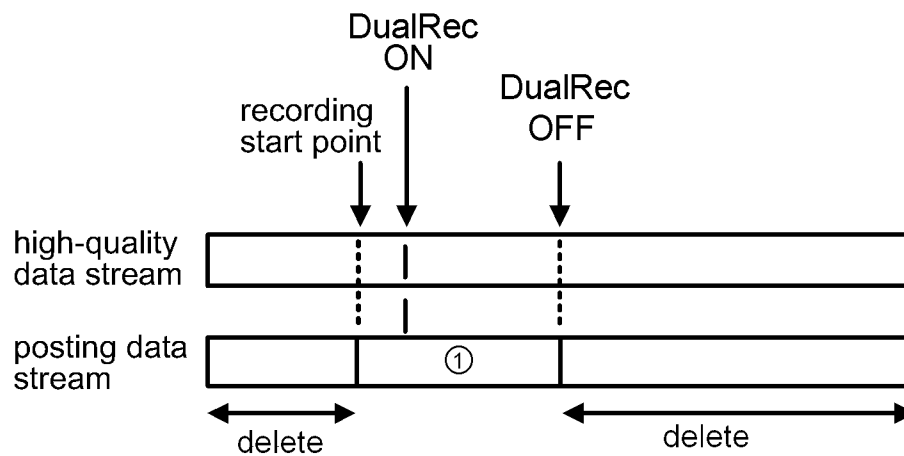 DualRec
ON
recording
start point
DualRec
OFF
high-quality
data stream
posting data
stream
①
delete
delete